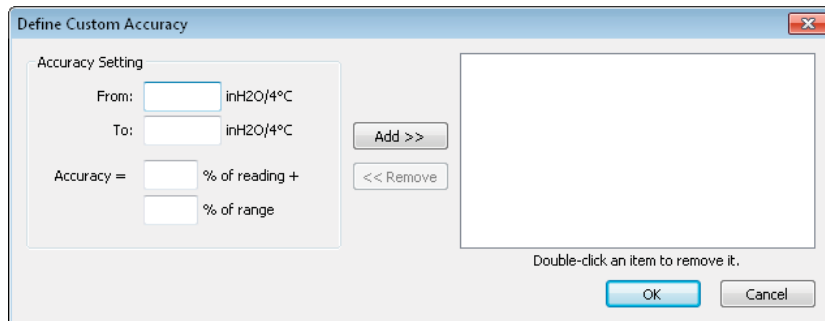 Define Custom Accuracy
Accuracy Setting
From: inH2O/4°C
To: inH2O/4°C
Accuracy = % of reading +
% of range
Add >>
<< Remove
Double-click an item to remove it.
OK Cancel